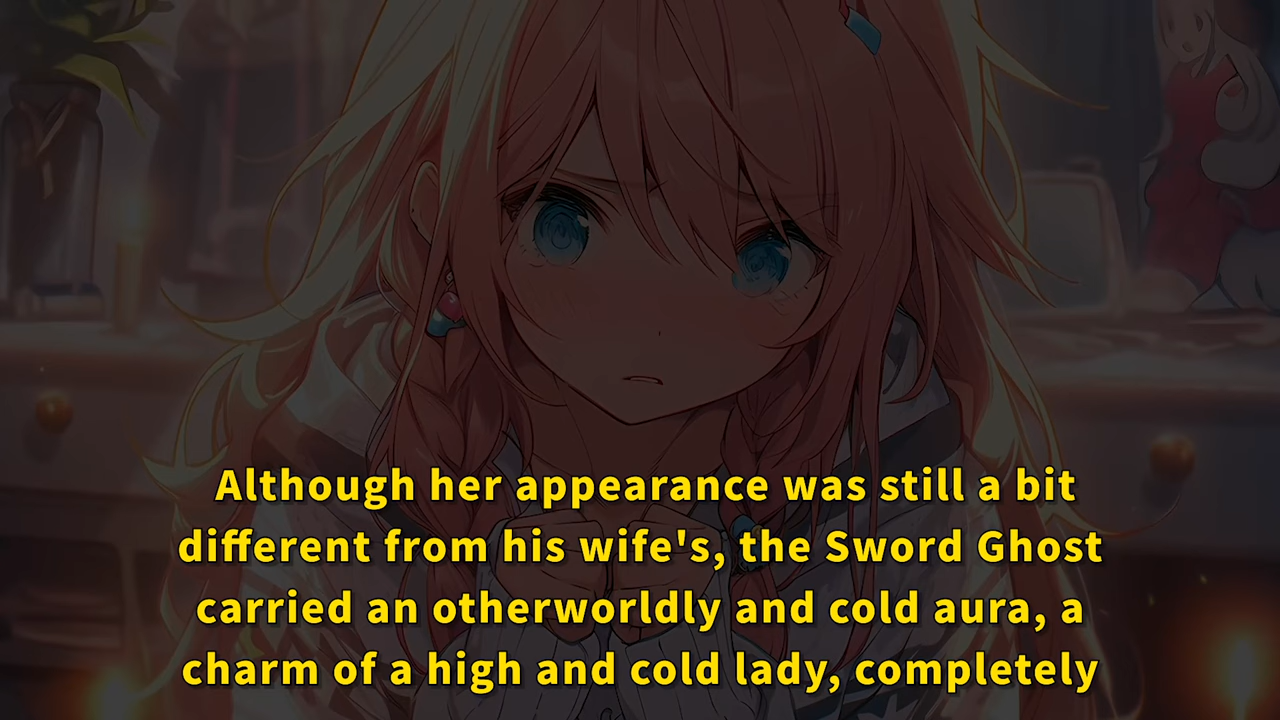 Although her appearance was still a bit
different from his wife's, the Sword Ghost
carried an otherworldly and cold aura, a
charm of a high and cold lady, completely